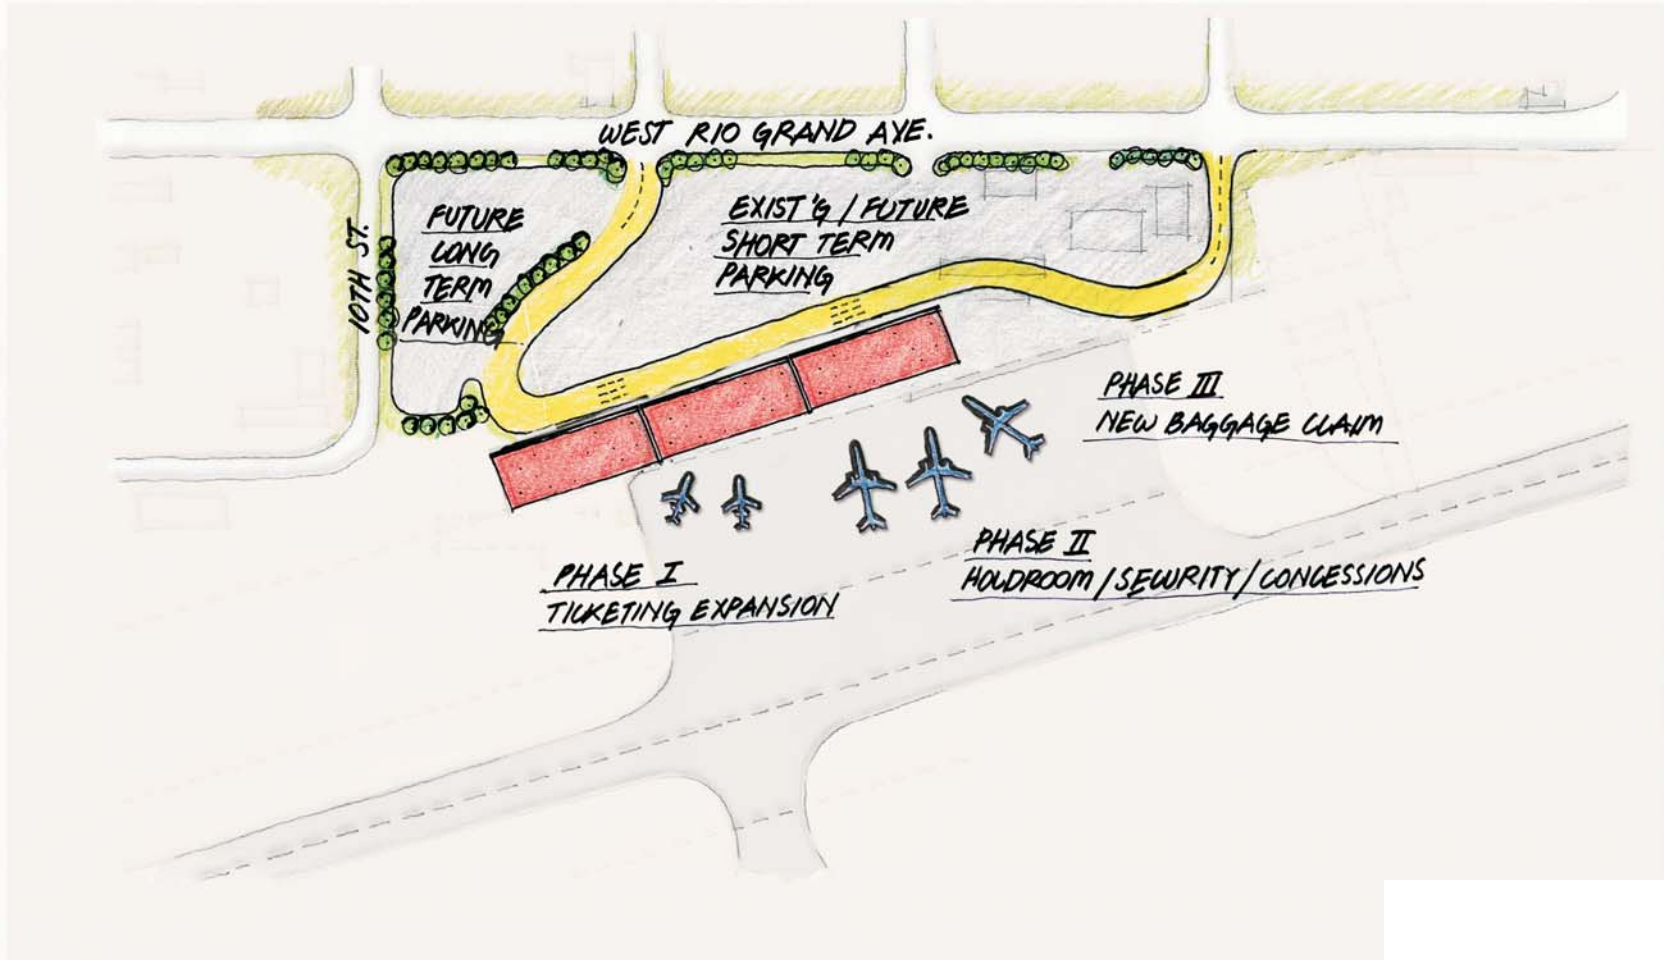 WEST RIO GRAND AVE.
10TH ST.
FUTURE
LONG
TERM
PARKING
EXIST'G / FUTURE
SHORT TERM
PARKING
PHASE III
NEW BAGGAGE CLAIM
PHASE II
HOLDROOM / SECURITY / CONCESSIONS
PHASE I
TICKETING EXPANSION